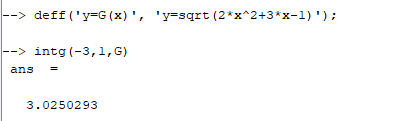 --> deff('y=G(x)', 'y=sqrt(2*x^2+3*x-1)');
--> intg(-3,1,G)
ans =
3.0250293